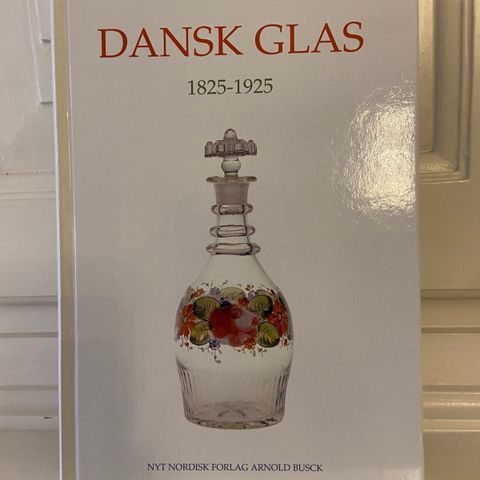 DANSK GLAS
1825-1925
NYT NORDISK FORLAG ARNOLD BUSCK